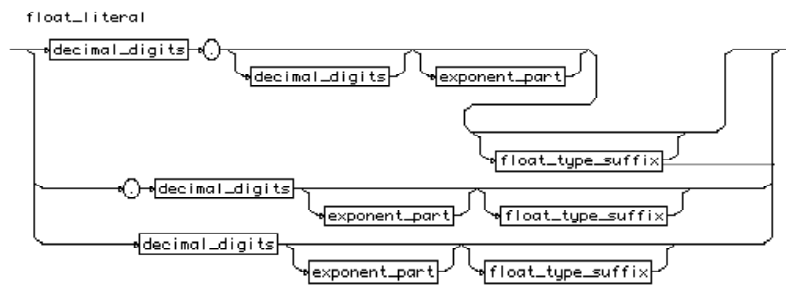 float_literal
decimal_digits .
decimal_digits exponent_part
float_type_suffix
. decimal_digits
exponent_part float_type_suffix
decimal_digits
exponent_part float_type_suffix